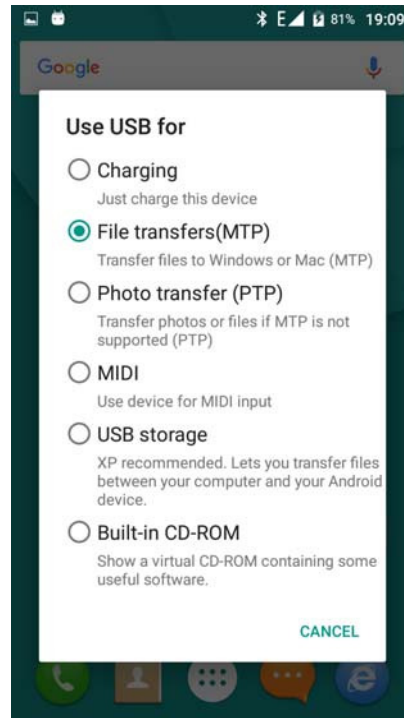 E 81% 19:09
Google
Use USB for
Charging
Just charge this device
File transfers(MTP)
Transfer files to Windows or Mac (MTP)
Photo transfer (PTP)
Transfer photos or files if MTP is not
supported (PTP)
MIDI
Use device for MIDI input
USB storage
XP recommended. Lets you transfer files
between your computer and your Android
device.
Built-in CD-ROM
Show a virtual CD-ROM containing some
useful software.
CANCEL